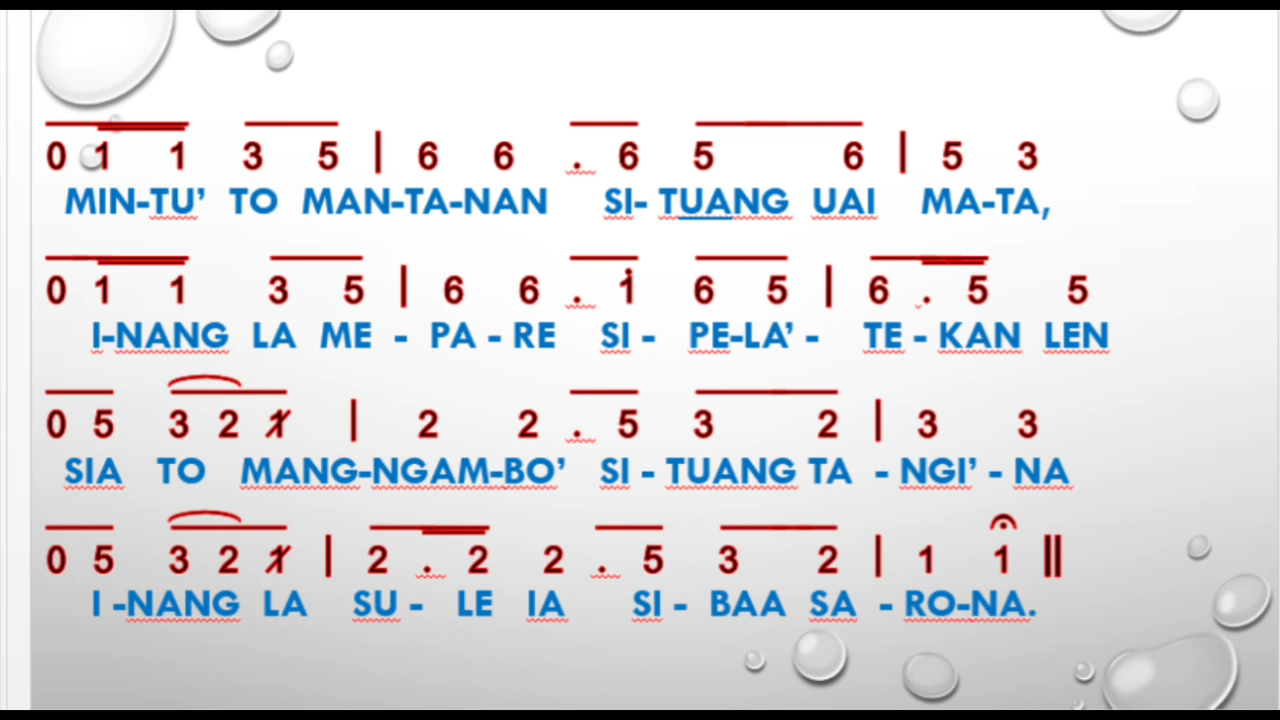 0 1 1 3 5 | 6 6 . 6 5 6 | 5 3
MIN-TU’ TO MAN-TA-NAN SI- TUANG UAI MA-TA,
0 1 1 3 5 | 6 6 . 1̇ 6 5 | 6 . 5 5
I-NANG LA ME - PA - RE SI - PE-LA’ - TE - KAN LEN
0 5 3 2 1̸ | 2 2 . 5 3 2 | 3 3
SIA TO MANG-NGAM-BO’ SI - TUANG TA - NGI’ - NA
0 5 3 2 1̸ | 2 . 2 2 . 5 3 2 | 1 1 ||
I -NANG LA SU - LE IA SI - BAA SA - RO-NA.